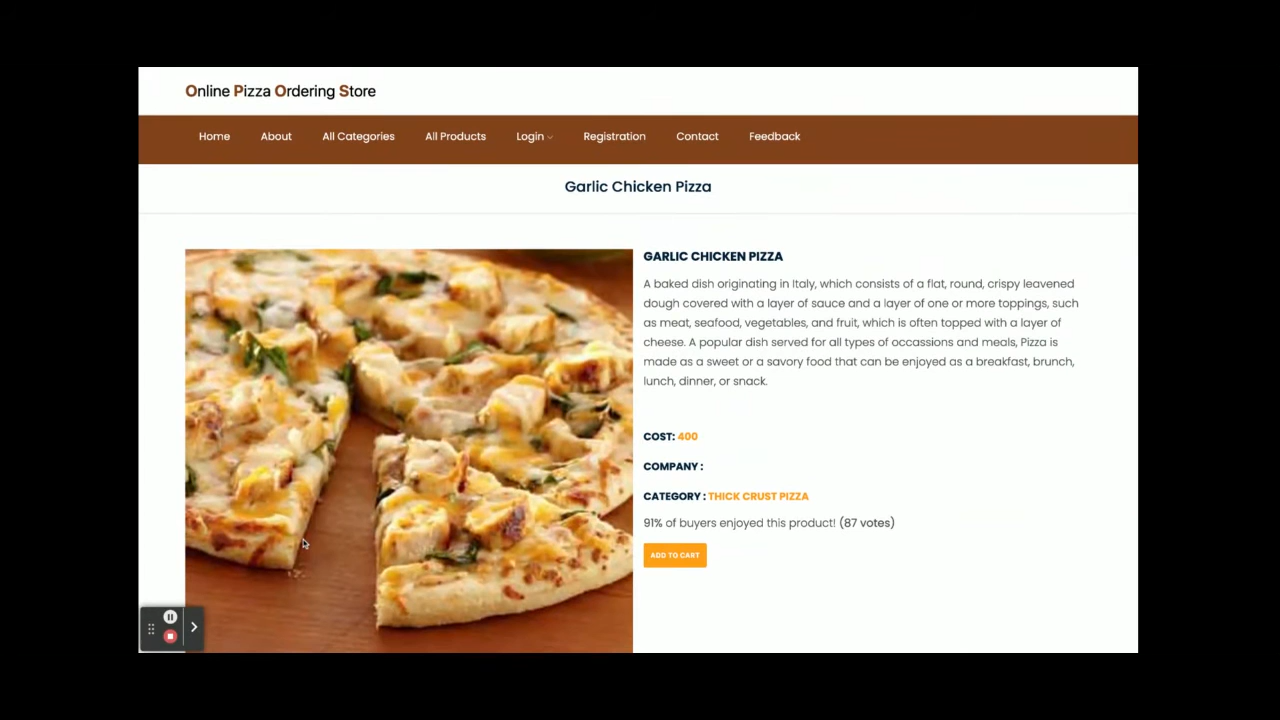 Online Pizza Ordering Store
Home About All Categories All Products Login Registration Contact Feedback
Garlic Chicken Pizza
GARLIC CHICKEN PIZZA
A baked dish originating in Italy, which consists of a flat, round, crispy leavened
dough covered with a layer of sauce and a layer of one or more toppings, such
as meat, seafood, vegetables, and fruit, which is often topped with a layer of
cheese. A popular dish served for all types of occassions and meals, Pizza is
made as a sweet or a savory food that can be enjoyed as a breakfast, brunch,
lunch, dinner, or snack.
COST: 400
COMPANY :
CATEGORY : THICK CRUST PIZZA
91% of buyers enjoyed this product! (87 votes)
ADD TO CART